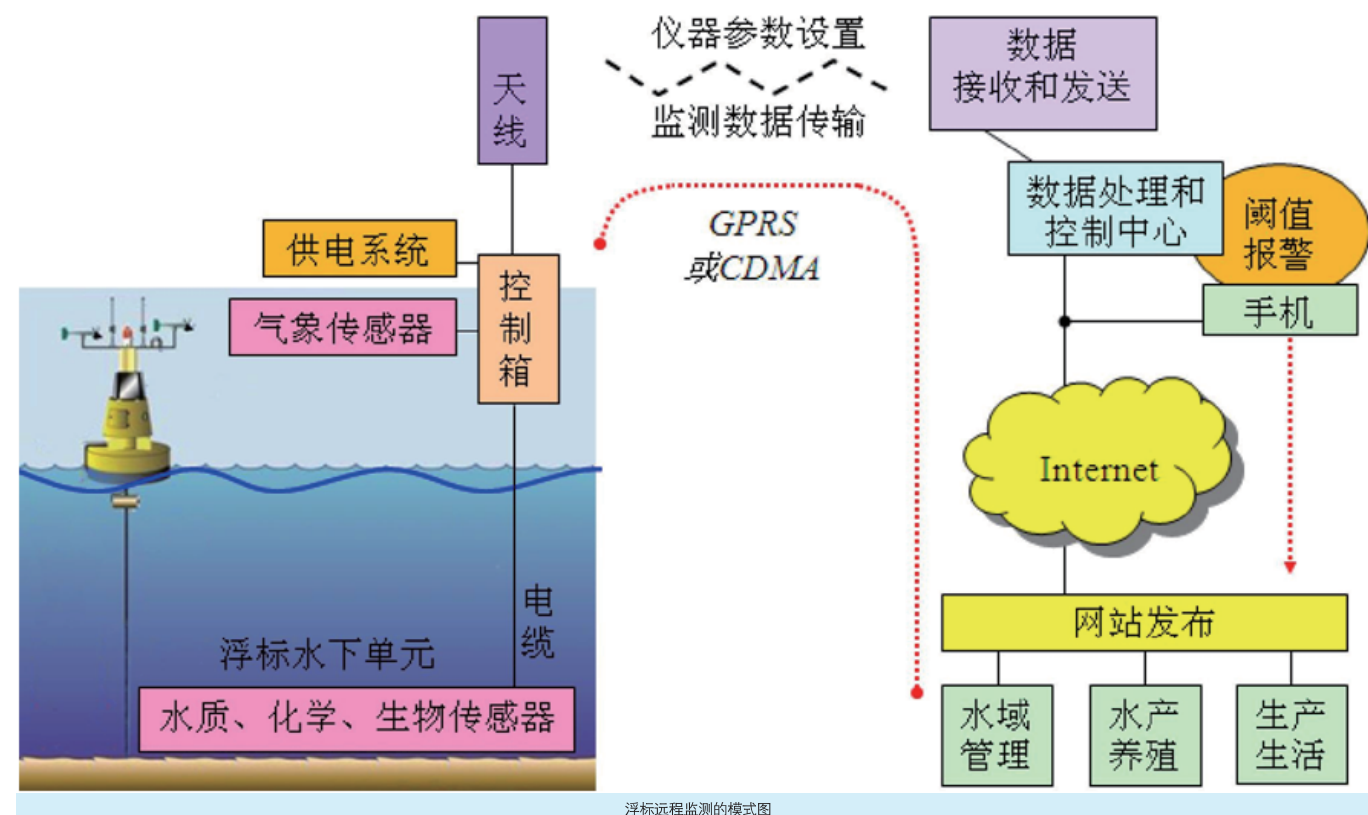 天
线
仪器参数设置
监测数据传输
数据
接收和发送
数据处理和
控制中心
阈值
报警
手机
GPRS
或CDMA
供电系统
气象传感器
控
制
箱
Internet
电
缆
浮标水下单元
水质、化学、生物传感器
网站发布
水域
管理
水产
养殖
生产
生活
浮标远程监测的模式图